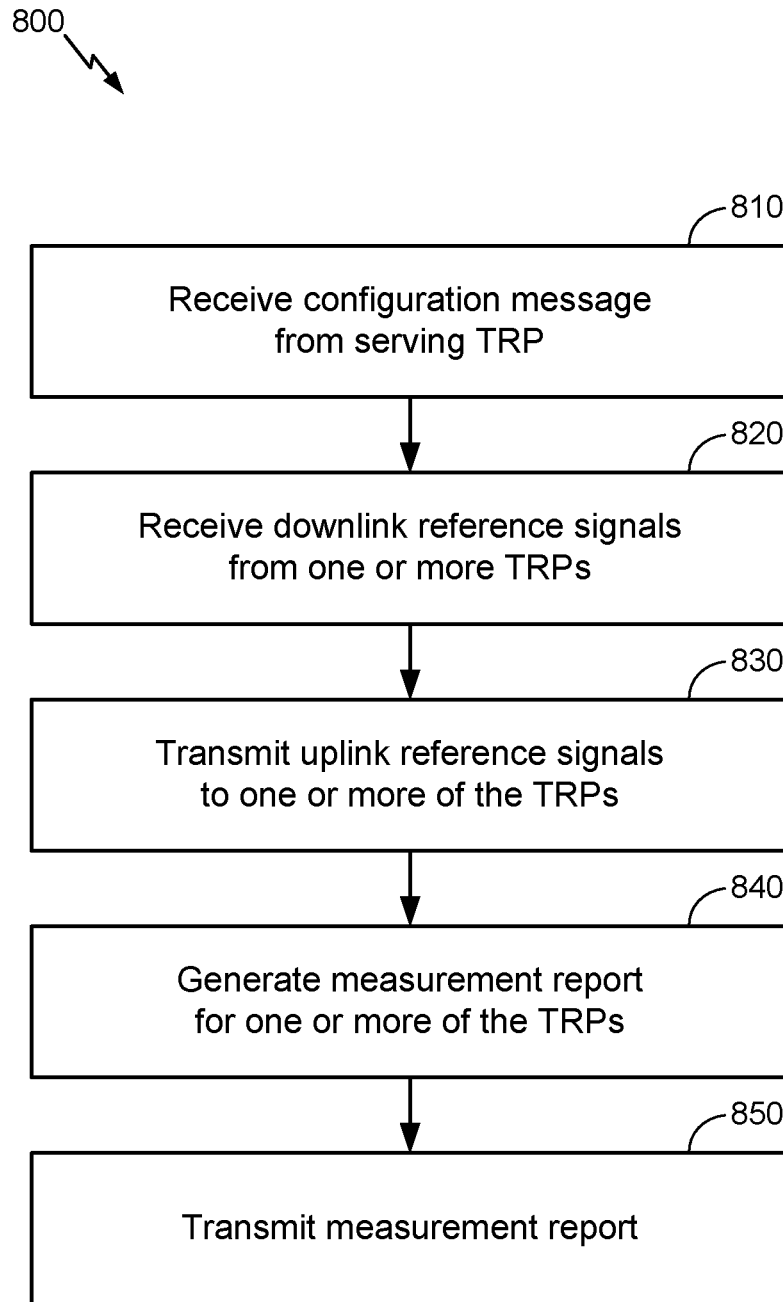 800
810
Receive configuration message
from serving TRP
820
Receive downlink reference signals
from one or more TRPs
830
Transmit uplink reference signals
to one or more of the TRPs
840
Generate measurement report
for one or more of the TRPs
850
Transmit measurement report